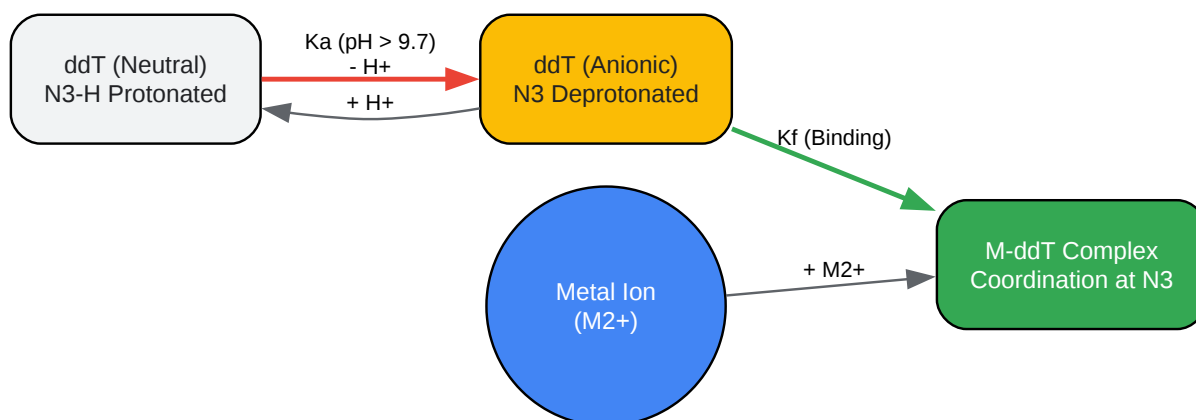 ddT (Neutral)
N3-H Protonated
Ka (pH > 9.7)
- H+
+ H+
ddT (Anionic)
N3 Deprotonated
Kf (Binding)
Metal Ion
(M2+)
+ M2+
M-ddT Complex
Coordination at N3